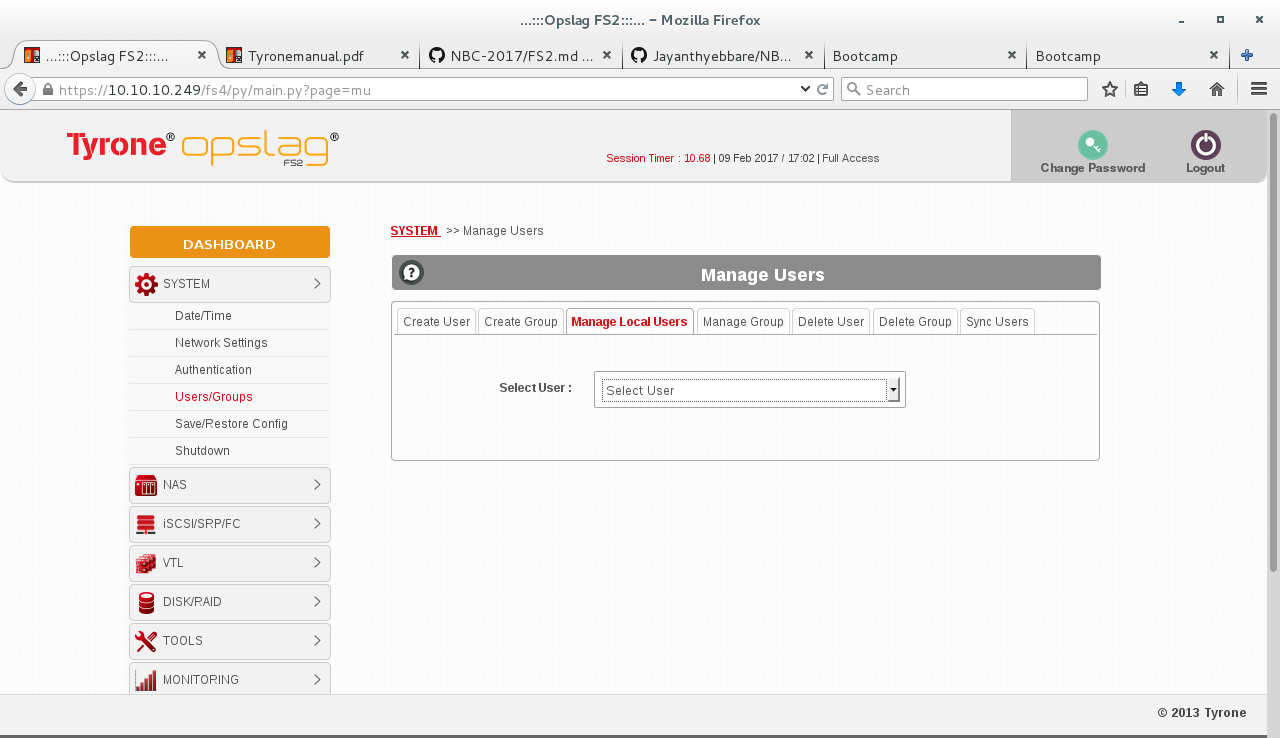 ...:::Opslag FS2:::... - Mozilla Firefox
...:::Opslag FS2:::...
Tyronemanual.pdf
NBC-2017/FS2.md ...
Jayanthyebbare/NB...
Bootcamp
Bootcamp
https://10.10.10.249/fs4/py/main.py?page=mu
Search
Tyrone® opslag® FS2
Session Timer : 10.68 | 09 Feb 2017 / 17:02 | Full Access
Change Password
Logout
DASHBOARD
SYSTEM
Date/Time
Network Settings
Authentication
Users/Groups
Save/Restore Config
Shutdown
NAS
iSCSI/SRP/FC
VTL
DISK/RAID
TOOLS
MONITORING
SYSTEM >> Manage Users
Manage Users
Create User
Create Group
Manage Local Users
Manage Group
Delete User
Delete Group
Sync Users
Select User :
Select User
© 2013 Tyrone